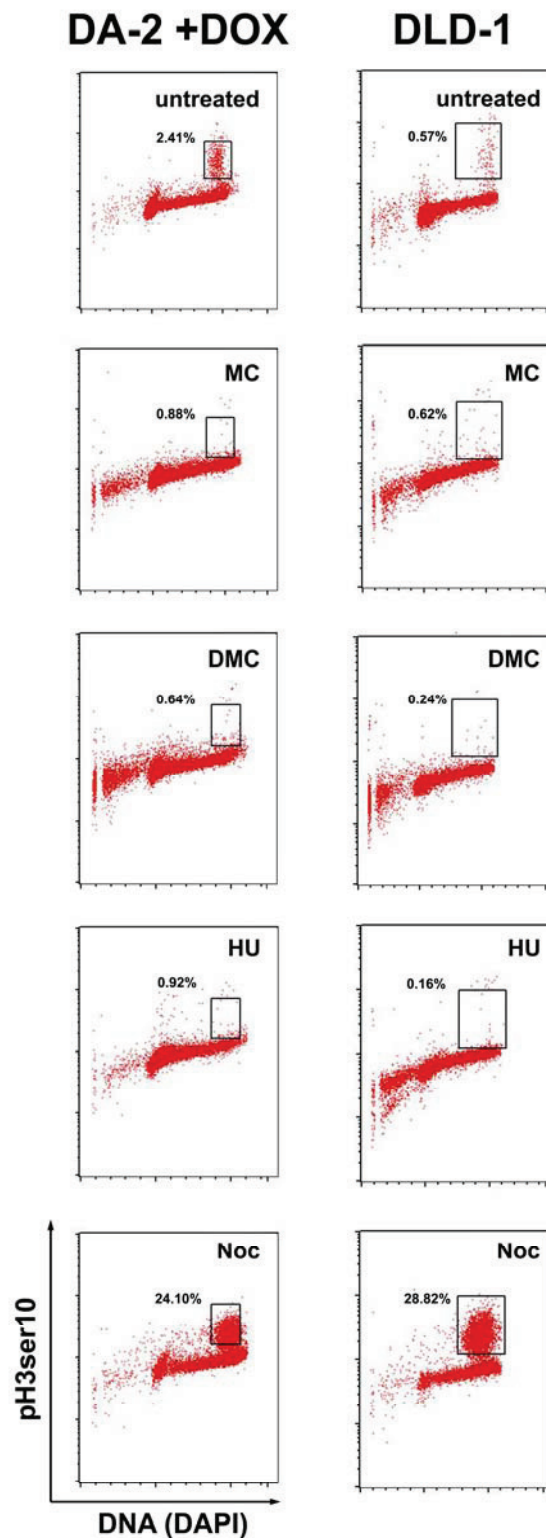 DA-2 +DOX DLD-1
untreated untreated
2.41% 0.57%
MC MC
0.88% 0.62%
DMC DMC
0.64% 0.24%
HU HU
0.92% 0.16%
Noc Noc
24.10% 28.82%
pH3ser10
DNA (DAPI)